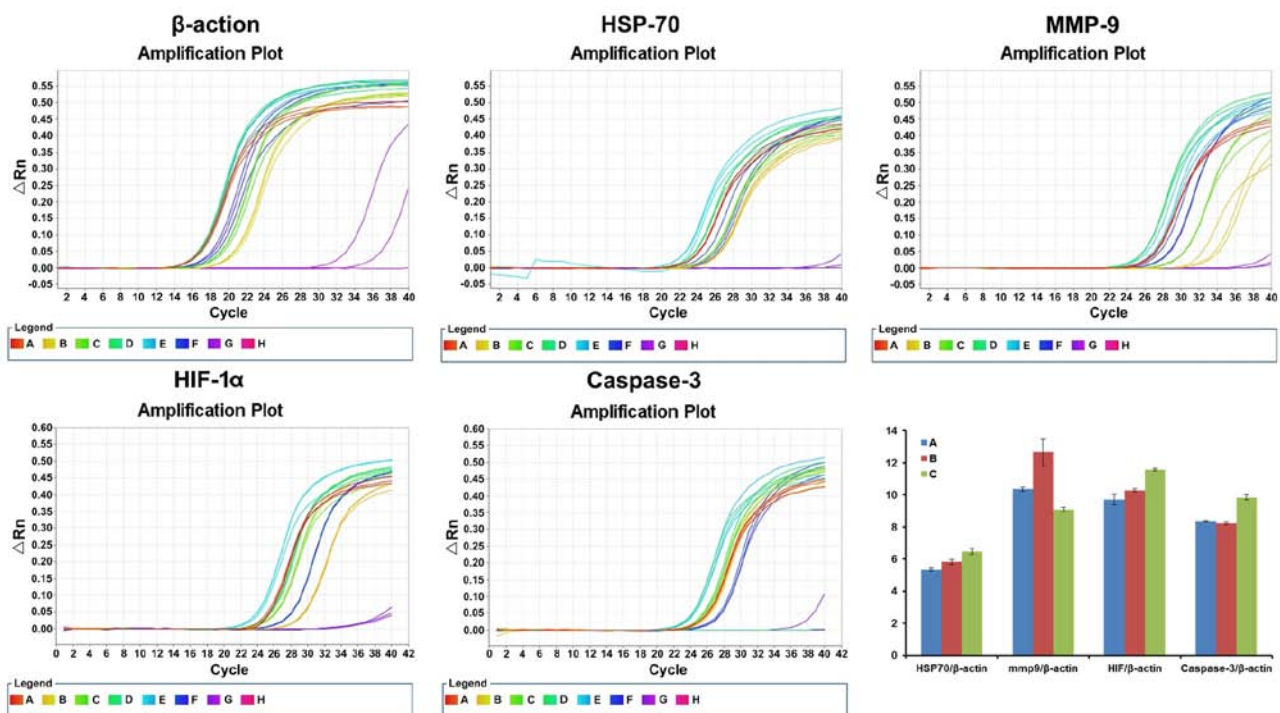 β-action
Amplification Plot
0.55
0.50
0.45
0.40
0.35
0.30
0.25
0.20
0.15
0.10
0.05
0.00
-0.05
△Rn
2 4 6 8 10 12 14 16 18 20 22 24 26 28 30 32 34 36 38 40
Cycle
Legend
A B C D E F G H
HSP-70
Amplification Plot
0.55
0.50
0.45
0.40
0.35
0.30
0.25
0.20
0.15
0.10
0.05
0.00
-0.05
△Rn
2 4 6 8 10 12 14 16 18 20 22 24 26 28 30 32 34 36 38 40
Cycle
Legend
A B C D E F G H
MMP-9
Amplification Plot
0.55
0.50
0.45
0.40
0.35
0.30
0.25
0.20
0.15
0.10
0.05
0.00
-0.05
△Rn
2 4 6 8 10 12 14 16 18 20 22 24 26 28 30 32 34 36 38 40
Cycle
Legend
A B C D E F G H
HIF-1α
Amplification Plot
0.60
0.50
0.45
0.40
0.35
0.30
0.25
0.20
0.15
0.10
0.05
0.00
△Rn
0 2 4 6 8 10 12 14 16 18 20 22 24 26 28 30 32 34 36 38 40 42
Cycle
Legend
A B C D E F G H
Caspase-3
Amplification Plot
0.60
0.50
0.45
0.40
0.35
0.30
0.25
0.20
0.15
0.10
0.05
0.00
△Rn
0 2 4 6 8 10 12 14 16 18 20 22 24 26 28 30 32 34 36 38 40 42
Cycle
Legend
A B C D E F G H
14
12
10
8
6
4
2
0
A
B
C
HSP70/β-actin mmp9/β-actin HIF/β-actin Caspase-3/β-actin